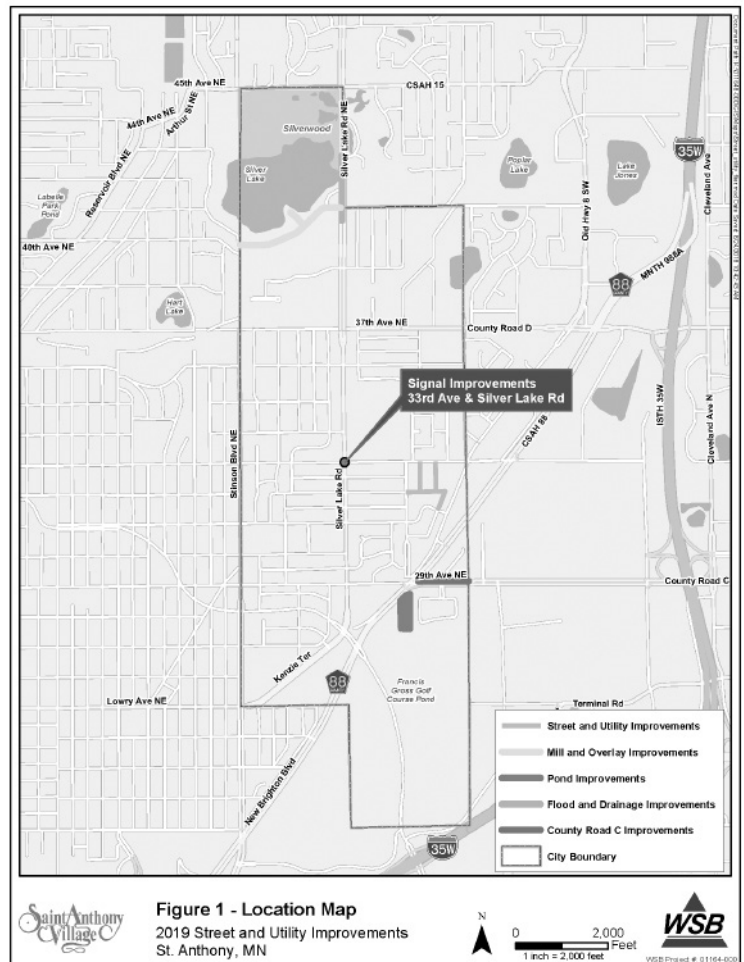 45th Ave NE
CSAH 15
44th Ave NE
Arthur St NE
Silver Lake Rd NE
Silverwood
Reservoir Blvd NE
Silver
Lake
Poplar
Lake
Lake
Jones
35W
Cleveland Ave
Labelle
Park
Pond
Old Hwy 8 SW
40th Ave NE
MNTH 988A
88
Hart
Lake
37th Ave NE
County Road D
Signal Improvements
33rd Ave & Silver Lake Rd
ISTH 35W
Cleveland Ave N
CSAH 88
Stinson Blvd NE
Silver Lake Rd
29th Ave NE
County Road C
Kenzie Ter
88
Francis
Gross Golf
Course Pond
Lowry Ave NE
Terminal Rd
New Brighton Blvd
35W
Street and Utility Improvements
Mill and Overlay Improvements
Pond Improvements
Flood and Drainage Improvements
County Road C Improvements
City Boundary
Saint Anthony
Village
Figure 1 - Location Map
2019 Street and Utility Improvements
St. Anthony, MN
N
0 2,000
Feet
1 inch = 2,000 feet
WSB
WSB Project # 01164-000